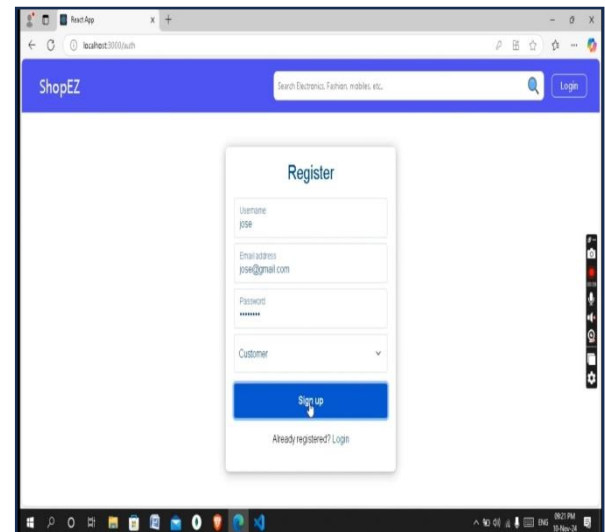 React App
localhost:3000/auth
ShopEZ
Search Electronics, Fashion, mobiles, etc.,
Login
Register
Username
jose
Email address
jose@gmail.com
Password
••••••••
Customer
Sign up
Already registered? Login
ENG
09:21 PM
10-Nov-24